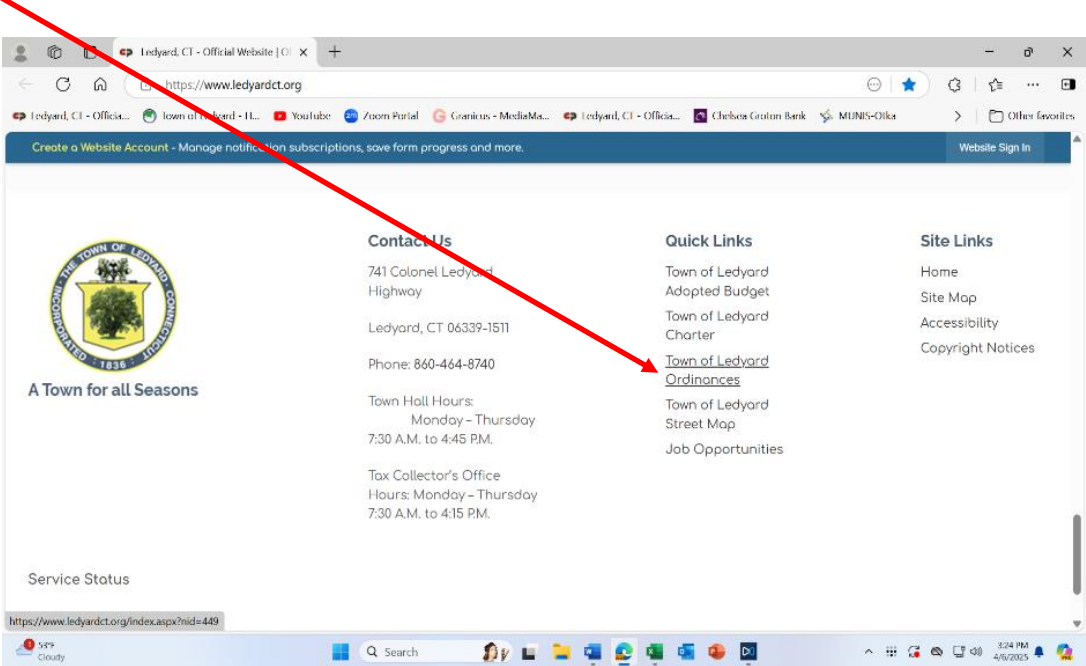 Ledyard, CT - Official Website | Of
https://www.ledyardct.org
Ledyard, CT - Officia...
Town of Ledyard - H...
YouTube
Zoom Portal
Granicus - MediaMa...
Ledyard, CT - Officia...
Chelsea Groton Bank
MUNIS-Otka
Other favorites
Create a Website Account - Manage notification subscriptions, save form progress and more.
Website Sign In
THE TOWN OF LEDYARD CONNECTICUT
INCORPORATED 1836
A Town for all Seasons
Contact Us
741 Colonel Ledyard
Highway
Ledyard, CT 06339-1511
Phone: 860-464-8740
Town Hall Hours:
Monday – Thursday
7:30 A.M. to 4:45 P.M.
Tax Collector's Office
Hours: Monday – Thursday
7:30 A.M. to 4:15 P.M.
Quick Links
Town of Ledyard
Adopted Budget
Town of Ledyard
Charter
Town of Ledyard
Ordinances
Town of Ledyard
Street Map
Job Opportunities
Site Links
Home
Site Map
Accessibility
Copyright Notices
Service Status
https://www.ledyardct.org/index.aspx?nid=449
53°F
Cloudy
Search
3:24 PM
4/6/2025